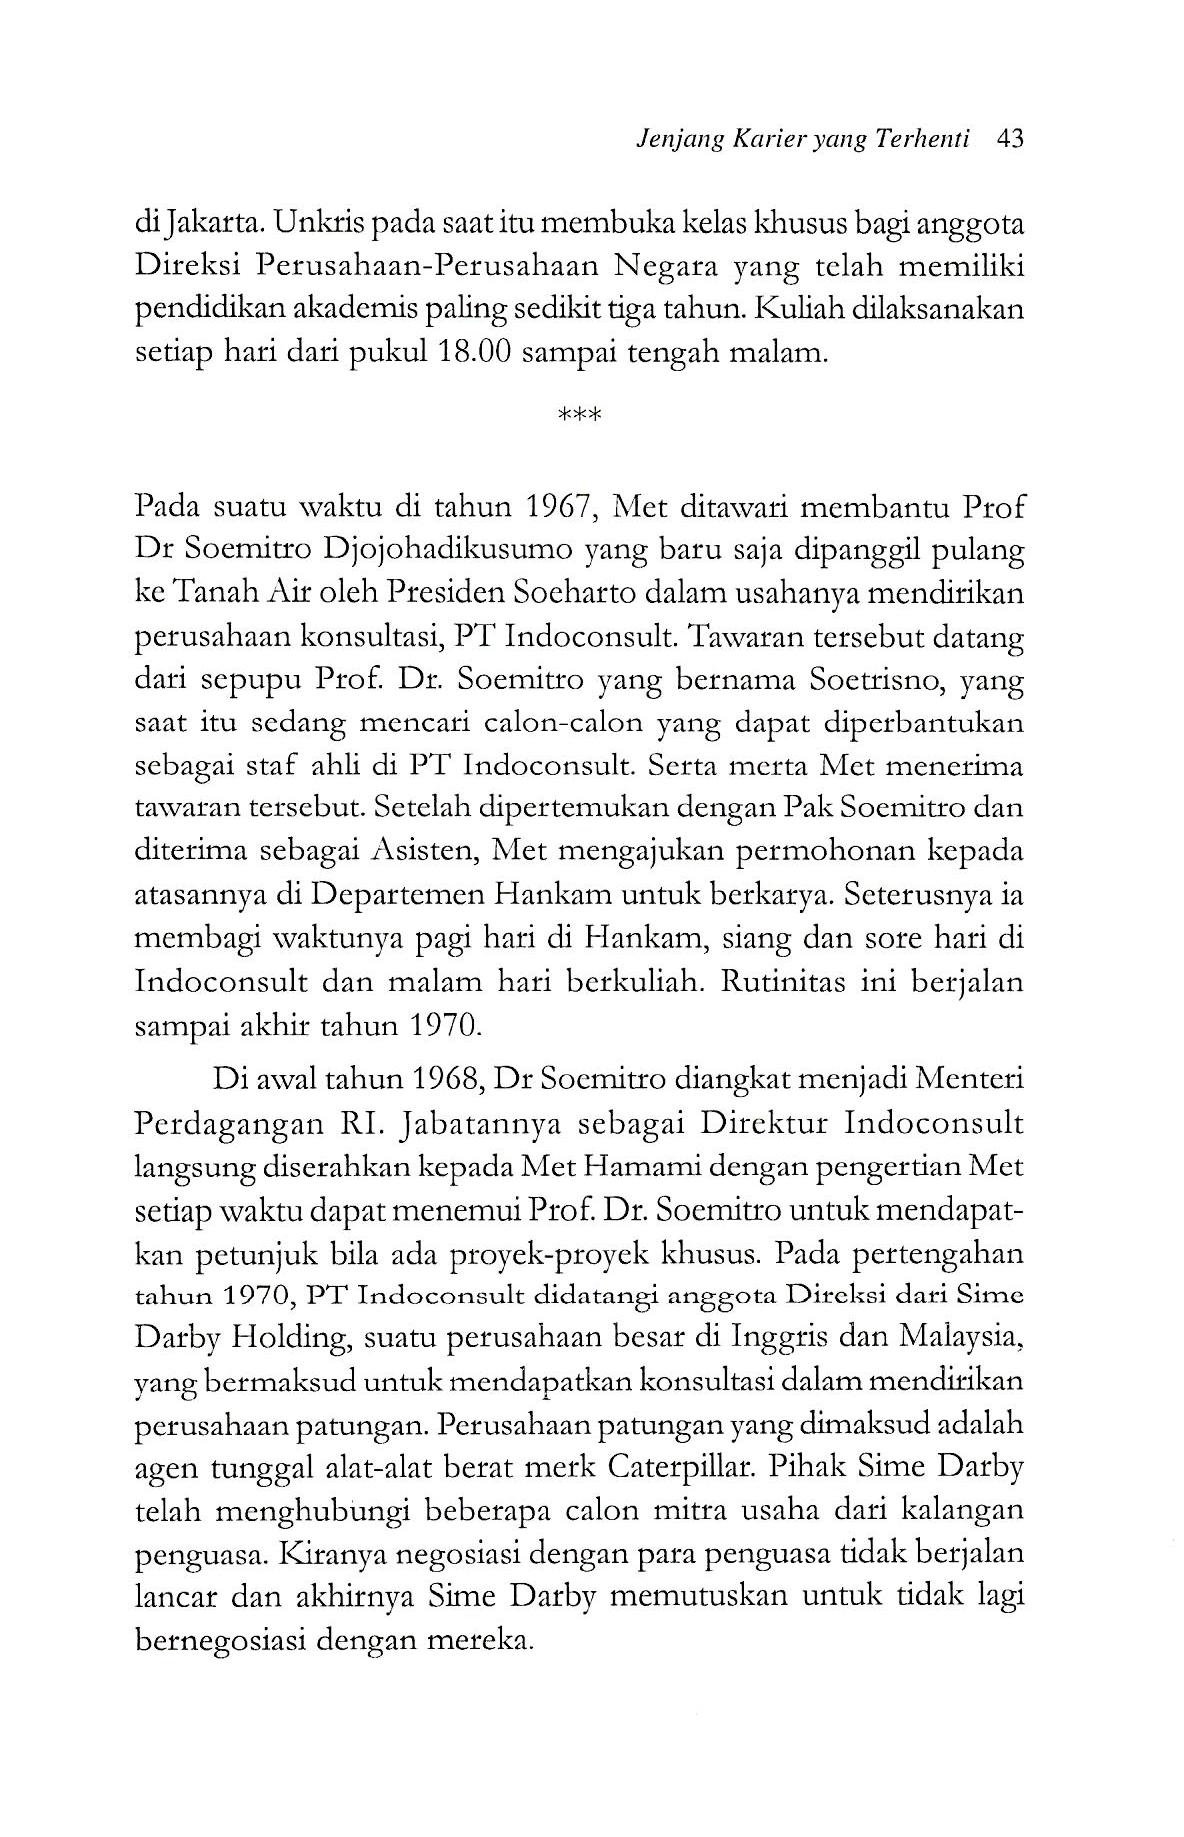 Jenjang Karier yang Terhenti 43
di Jakarta. Unkris pada saat itu membuka kelas khusus bagi anggota
Direksi Perusahaan-Perusahaan Negara yang telah memiliki
pendidikan akademis paling sedikit tiga tahun. Kuliah dilaksanakan
setiap hari dari pukul 18.00 sampai tengah malam.
***
Pada suatu waktu di tahun 1967, Met ditawari membantu Prof
Dr Soemitro Djojohadikusumo yang baru saja dipanggil pulang
ke Tanah Air oleh Presiden Soeharto dalam usahanya mendirikan
perusahaan konsultasi, PT Indoconsult. Tawaran tersebut datang
dari sepupu Prof. Dr. Soemitro yang bernama Soetrisno, yang
saat itu sedang mencari calon-calon yang dapat diperbantukan
sebagai staf ahli di PT Indoconsult. Serta merta Met menerima
tawaran tersebut. Setelah dipertemukan dengan Pak Soemitro dan
diterima sebagai Asisten, Met mengajukan permohonan kepada
atasannya di Departemen Hankam untuk berkarya. Seterusnya ia
membagi waktunya pagi hari di Hankam, siang dan sore hari di
Indoconsult dan malam hari berkuliah. Rutinitas ini berjalan
sampai akhir tahun 1970.
Di awal tahun 1968, Dr Soemitro diangkat menjadi Menteri
Perdagangan RI. Jabatannya sebagai Direktur Indoconsult
langsung diserahkan kepada Met Hamami dengan pengertian Met
setiap waktu dapat menemui Prof. Dr. Soemitro untuk mendapat-
kan petunjuk bila ada proyek-proyek khusus. Pada pertengahan
tahun 1970, PT Indoconsult didatangi anggota Direksi dari Sime
Darby Holding, suatu perusahaan besar di Inggris dan Malaysia,
yang bermaksud untuk mendapatkan konsultasi dalam mendirikan
perusahaan patungan. Perusahaan patungan yang dimaksud adalah
agen tunggal alat-alat berat merk Caterpillar. Pihak Sime Darby
telah menghubungi beberapa calon mitra usaha dari kalangan
penguasa. Kiranya negosiasi dengan para penguasa tidak berjalan
lancar dan akhirnya Sime Darby memutuskan untuk tidak lagi
bernegosiasi dengan mereka.